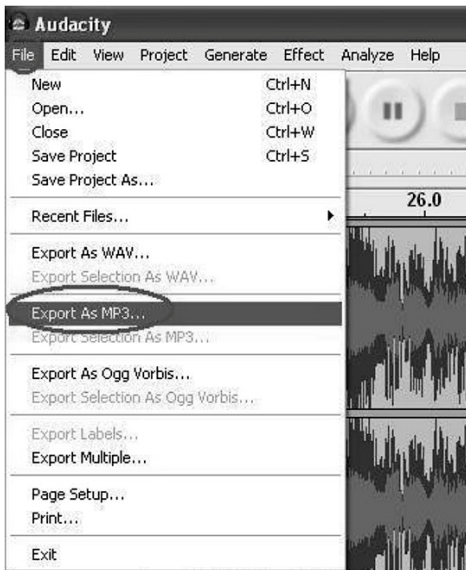 Audacity
File Edit View Project Generate Effect Analyze Help
New Ctrl+N
Open... Ctrl+O
Close Ctrl+W
Save Project Ctrl+S
Save Project As...
Recent Files...
26.0
Export As WAV...
Export Selection As WAV...
Export As MP3...
Export Selection As MP3...
Export As Ogg Vorbis...
Export Selection As Ogg Vorbis...
Export Labels...
Export Multiple...
Page Setup...
Print...
Exit